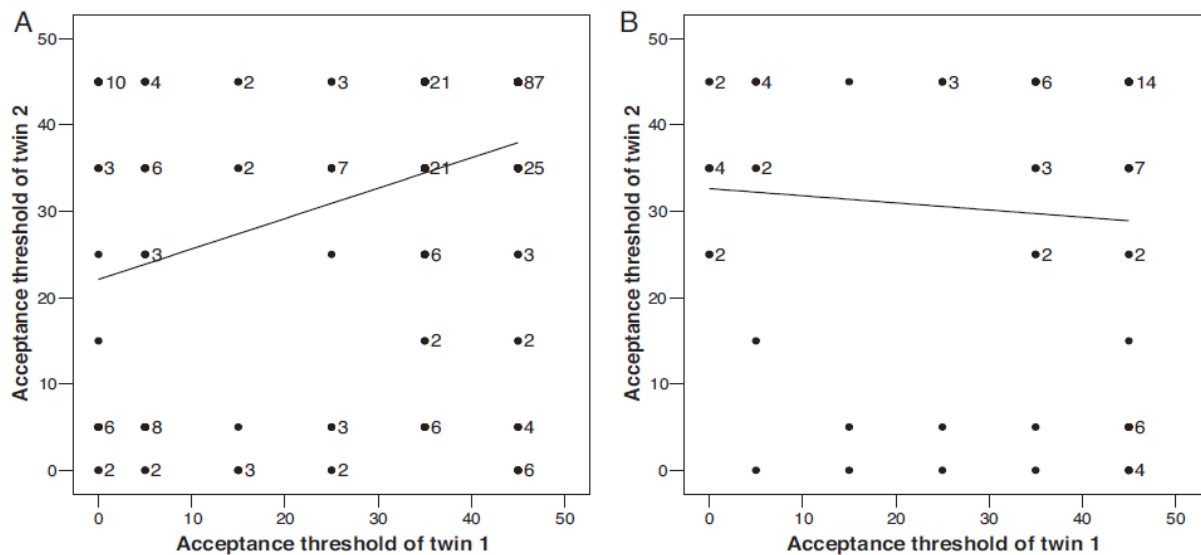 A
B
50
10 4 2 3 21 87
2 4 3 6 14
40
3 6 2 7 21 25
4 2 3 7
30
3 6 3
2 2 2
20
2 2
10
6 8 3 6 4
6
0
2 2 3 2 6
4
0 10 20 30 40 50
0 10 20 30 40 50
Acceptance threshold of twin 2
Acceptance threshold of twin 1
50
40
30
20
10
0
Acceptance threshold of twin 2
Acceptance threshold of twin 1